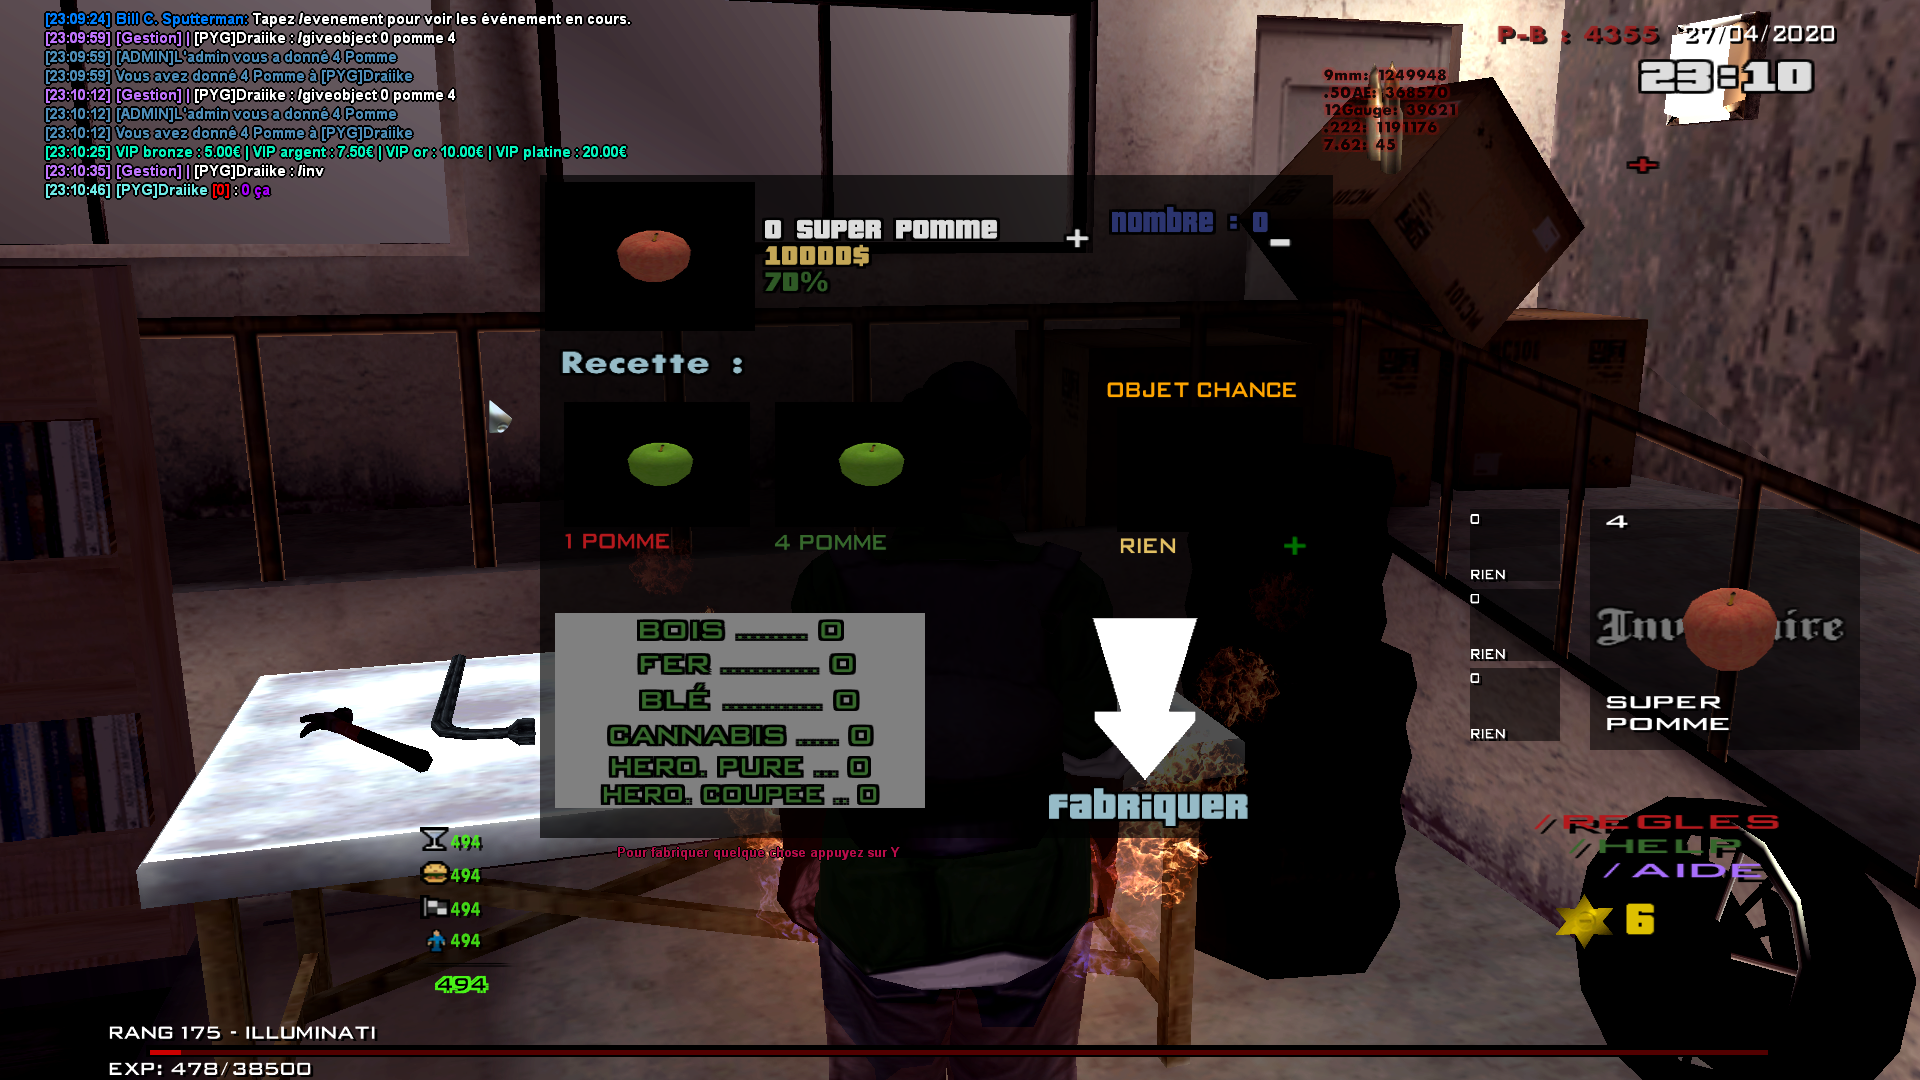 [23:09:24] Bill C. Sputterman: Tapez /evenement pour voir les événement en cours.
[23:09:59] [Gestion] | [PYG]Draiike : /giveobject 0 pomme 4
[23:09:59] [ADMIN]L'admin vous a donné 4 Pomme
[23:09:59] Vous avez donné 4 Pomme à [PYG]Draiike
[23:10:12] [Gestion] | [PYG]Draiike : /giveobject 0 pomme 4
[23:10:12] [ADMIN]L'admin vous a donné 4 Pomme
[23:10:12] Vous avez donné 4 Pomme à [PYG]Draiike
[23:10:25] VIP bronze : 5.00€ | VIP argent : 7.50€ | VIP or : 10.00€ | VIP platine : 20.00€
[23:10:35] [Gestion] | [PYG]Draiike : /inv
[23:10:46] [PYG]Draiike [0] : 0 ça
P-B : 4355
27/04/2020
23:10
9mm: 1249948
.50AE: 368570
12Gauge: 39621
.222: 1191176
7.62: 45
0 Super Pomme
10000$
70%
+
Nombre : 0
-
Recette :
OBJET CHANCE
1 POMME
4 POMME
RIEN
+
BOIS ........ 0
FER ........... 0
BLÉ ........... 0
CANNABIS ..... 0
HERO. PURE ... 0
HERO. COUPEE .. 0
Fabriquer
Pour fabriquer quelque chose appuyez sur Y
0
RIEN
0
RIEN
0
RIEN
4
Inventaire
SUPER
POMME
/REGLES
/HELP
/AIDE
6
494
494
494
494
494
RANG 175 - ILLUMINATI
EXP: 478/38500